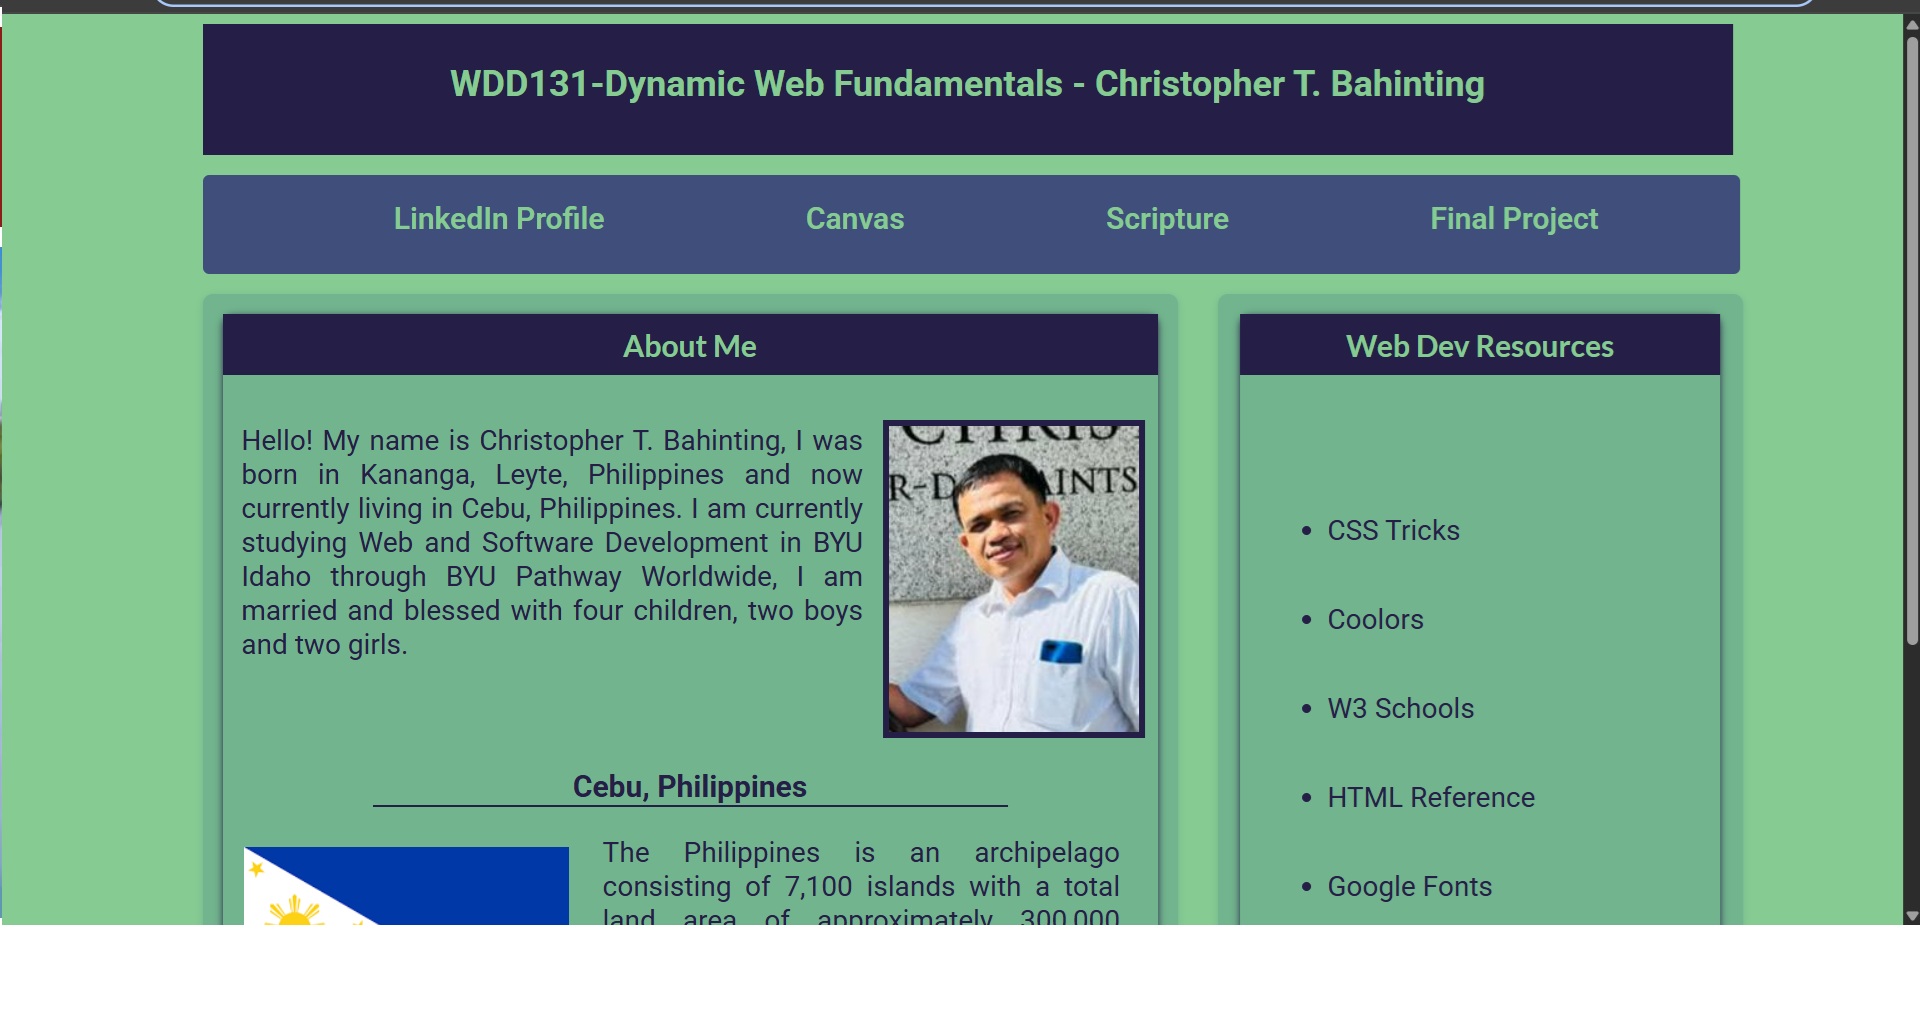 WDD131-Dynamic Web Fundamentals - Christopher T. Bahinting
LinkedIn Profile
Canvas
Scripture
Final Project
About Me
Hello! My name is Christopher T. Bahinting, I was
born in Kananga, Leyte, Philippines and now
currently living in Cebu, Philippines. I am currently
studying Web and Software Development in BYU
Idaho through BYU Pathway Worldwide, I am
married and blessed with four children, two boys
and two girls.
CHRIS
R-D AINTS
Cebu, Philippines
The Philippines is an archipelago
consisting of 7,100 islands with a total
land area of approximately 300,000
Web Dev Resources
CSS Tricks
Coolors
W3 Schools
HTML Reference
Google Fonts